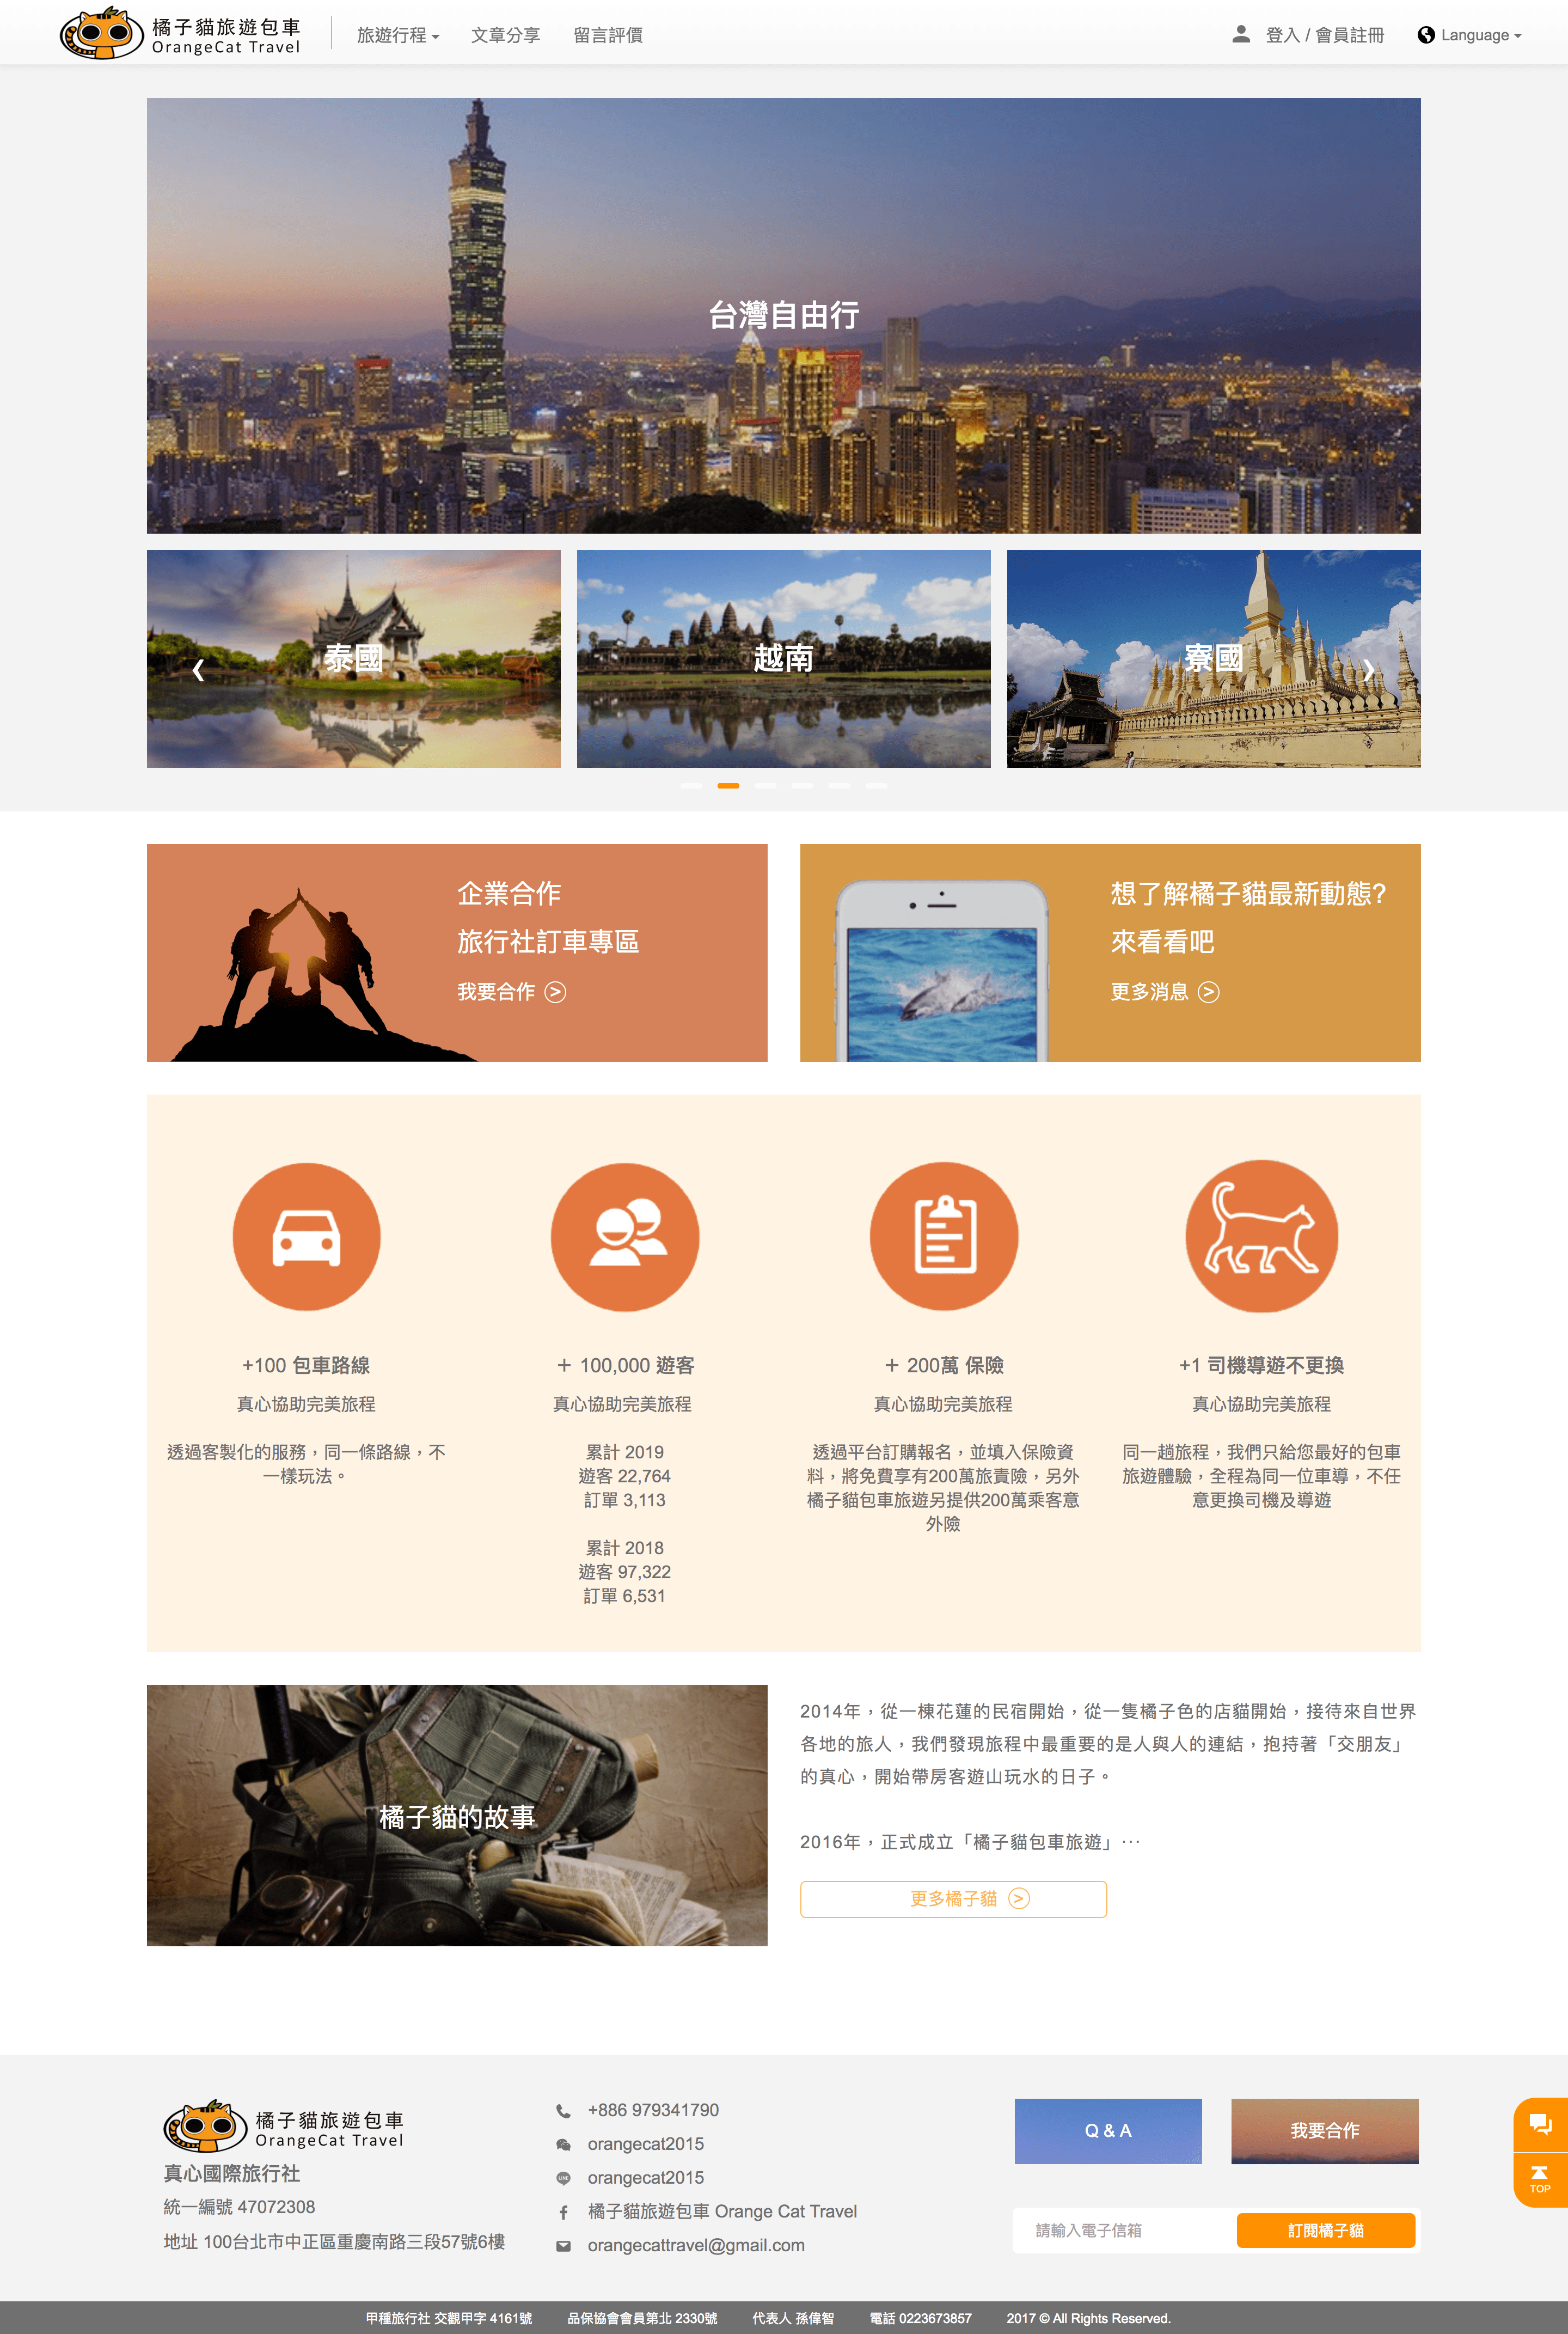 橘子貓旅遊包車
OrangeCat Travel
旅遊行程
文章分享
留言評價
登入 / 會員註冊
Language
台灣自由行
泰國
越南
寮國
企業合作
旅行社訂車專區
我要合作
想了解橘子貓最新動態?
來看看吧
更多消息
+100 包車路線
真心協助完美旅程
透過客製化的服務，同一條路線，不
一樣玩法。
＋ 100,000 遊客
真心協助完美旅程
累計 2019
遊客 22,764
訂單 3,113
累計 2018
遊客 97,322
訂單 6,531
＋ 200萬 保險
真心協助完美旅程
透過平台訂購報名，並填入保險資
料，將免費享有200萬旅責險，另外
橘子貓包車旅遊另提供200萬乘客意
外險
+1 司機導遊不更換
真心協助完美旅程
同一趟旅程，我們只給您最好的包車
旅遊體驗，全程為同一位車導，不任
意更換司機及導遊
橘子貓的故事
2014年，從一棟花蓮的民宿開始，從一隻橘子色的店貓開始，接待來自世界
各地的旅人，我們發現旅程中最重要的是人與人的連結，抱持著「交朋友」
的真心，開始帶房客遊山玩水的日子。
2016年，正式成立「橘子貓包車旅遊」⋯
更多橘子貓
橘子貓旅遊包車
OrangeCat Travel
真心國際旅行社
統一編號 47072308
地址 100台北市中正區重慶南路三段57號6樓
+886 979341790
orangecat2015
LINE
orangecat2015
橘子貓旅遊包車 Orange Cat Travel
orangecattravel@gmail.com
Q & A
我要合作
請輸入電子信箱
訂閱橘子貓
TOP
甲種旅行社 交觀甲字 4161號
品保協會會員第北 2330號
代表人 孫偉智
電話 0223673857
2017 © All Rights Reserved.